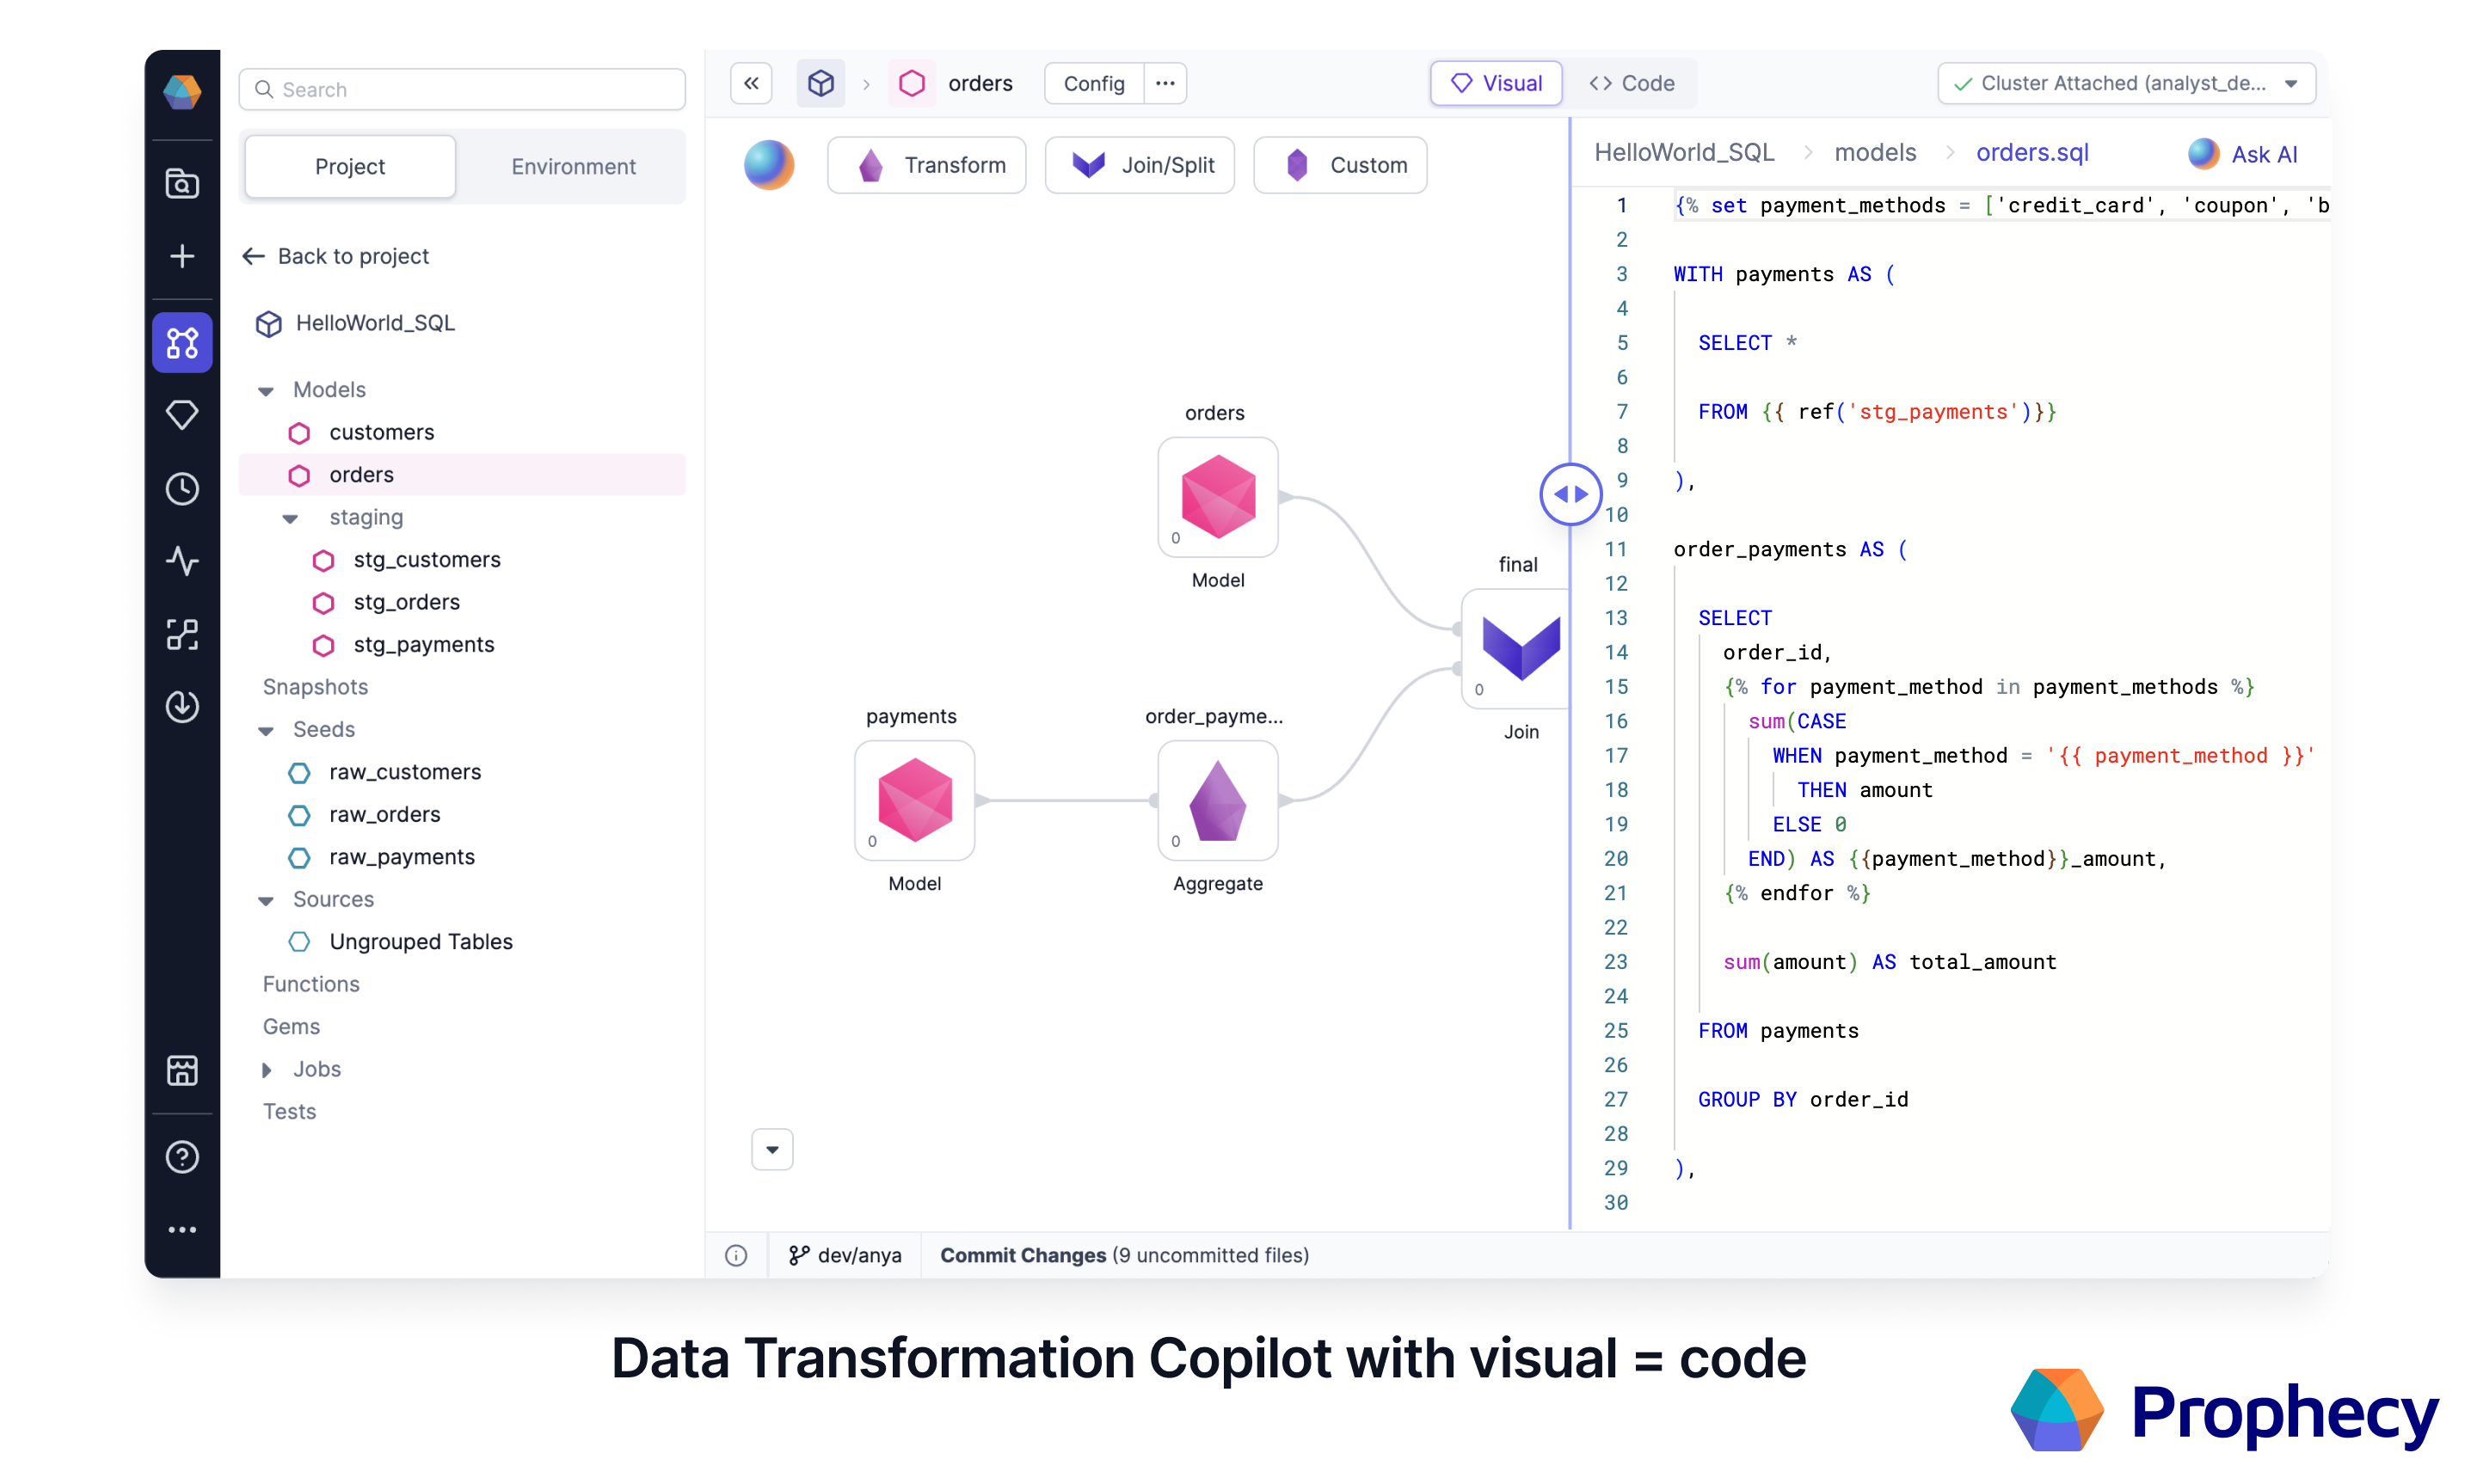 Search
Project
Environment
Back to project
HelloWorld_SQL
Models
customers
orders
staging
stg_customers
stg_orders
stg_payments
Snapshots
Seeds
raw_customers
raw_orders
raw_payments
Sources
Ungrouped Tables
Functions
Gems
Jobs
Tests
orders
Config
Visual
Code
Cluster Attached (analyst_de...
Transform
Join/Split
Custom
orders
0
Model
payments
0
Model
order_payme...
0
Aggregate
final
0
Join
HelloWorld_SQL > models > orders.sql
Ask AI
1 {% set payment_methods = ['credit_card', 'coupon', 'b
2
3 WITH payments AS (
4
5 SELECT *
6
7 FROM {{ ref('stg_payments')}}
8
9 ),
10
11 order_payments AS (
12
13 SELECT
14 order_id,
15 {% for payment_method in payment_methods %}
16 sum(CASE
17 WHEN payment_method = '{{ payment_method }}'
18 THEN amount
19 ELSE 0
20 END) AS {{payment_method}}_amount,
21 {% endfor %}
22
23 sum(amount) AS total_amount
24
25 FROM payments
26
27 GROUP BY order_id
28
29 ),
30
dev/anya
Commit Changes (9 uncommitted files)
Data Transformation Copilot with visual = code
Prophecy